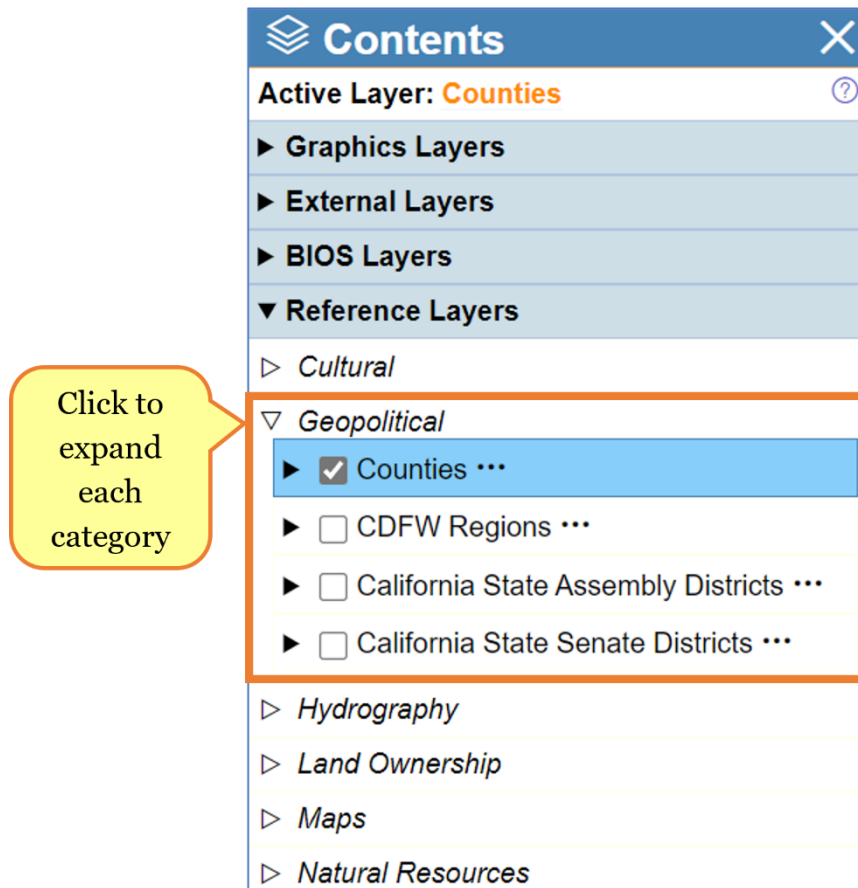 Contents
Active Layer: Counties
Graphics Layers
External Layers
BIOS Layers
Reference Layers
Cultural
Click to
expand
each
category
Geopolitical
Counties ···
CDFW Regions ···
California State Assembly Districts ···
California State Senate Districts ···
Hydrography
Land Ownership
Maps
Natural Resources